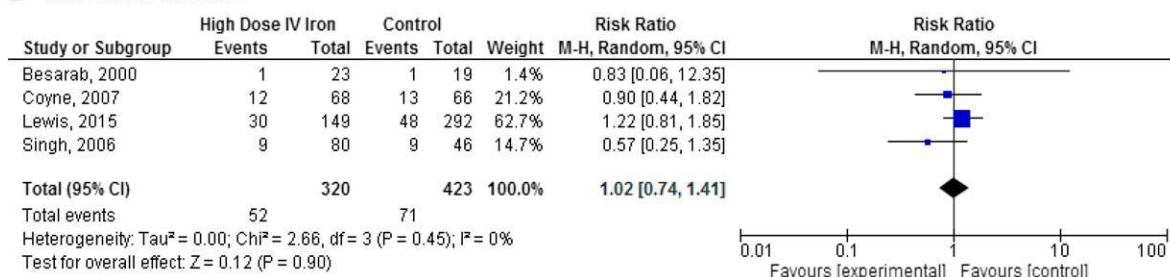 High Dose IV Iron Control Risk Ratio Risk Ratio
Study or Subgroup Events Total Events Total Weight M-H, Random, 95% CI M-H, Random, 95% CI
Besarab, 2000 1 23 1 19 1.4% 0.83 [0.06, 12.35]
Coyne, 2007 12 68 13 66 21.2% 0.90 [0.44, 1.82]
Lewis, 2015 30 149 48 292 62.7% 1.22 [0.81, 1.85]
Singh, 2006 9 80 9 46 14.7% 0.57 [0.25, 1.35]
Total (95% CI) 320 423 100.0% 1.02 [0.74, 1.41]
Total events 52 71
Heterogeneity: Tau² = 0.00; Chi² = 2.66, df = 3 (P = 0.45); I² = 0%
Test for overall effect: Z = 0.12 (P = 0.90)
0.01 0.1 1 10 100
Favours [experimental] Favours [control]